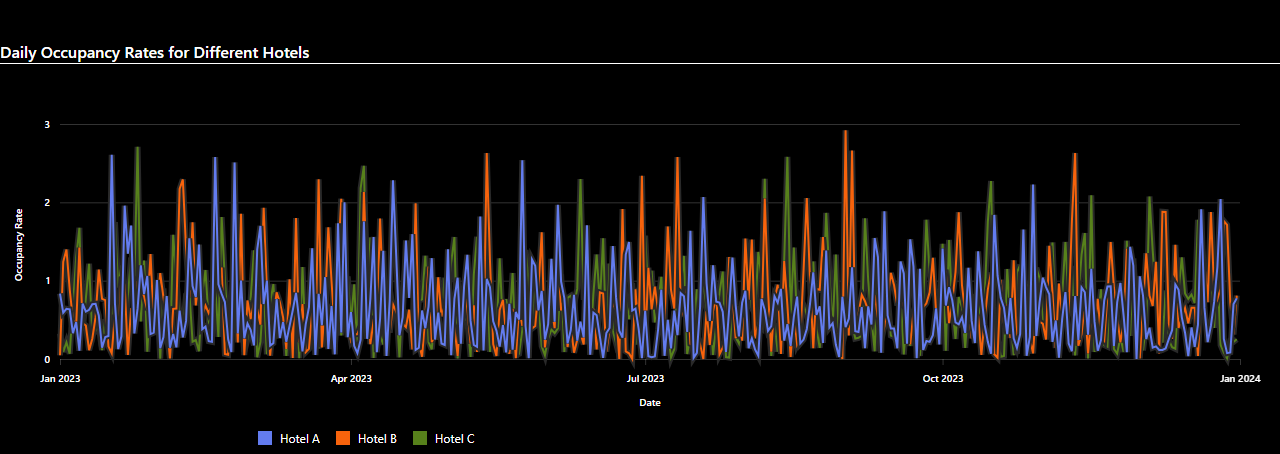 Daily Occupancy Rates for Different Hotels
3
2
1
0
Occupancy Rate
Jan 2023 Apr 2023 Jul 2023 Oct 2023 Jan 2024
Date
Hotel A Hotel B Hotel C